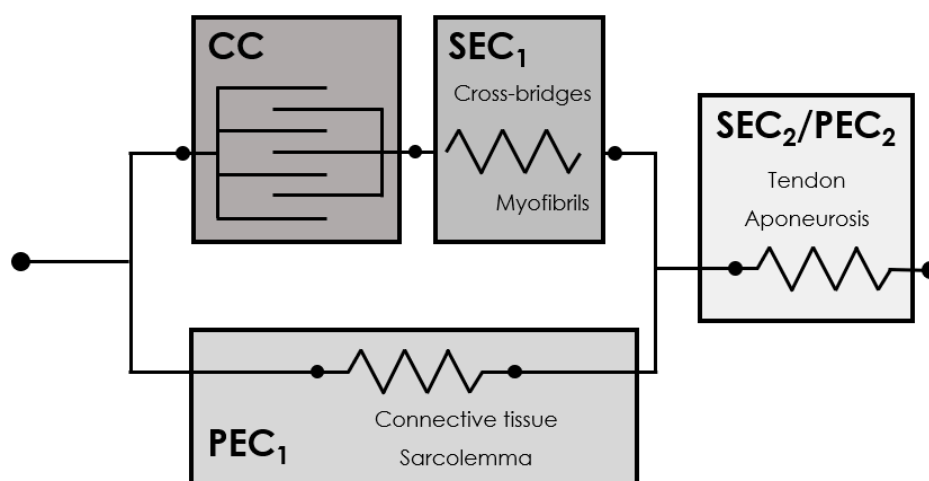 CC
SEC₁
Cross-bridges
Myofibrils
SEC₂/PEC₂
Tendon
Aponeurosis
Connective tissue
PEC₁
Sarcolemma